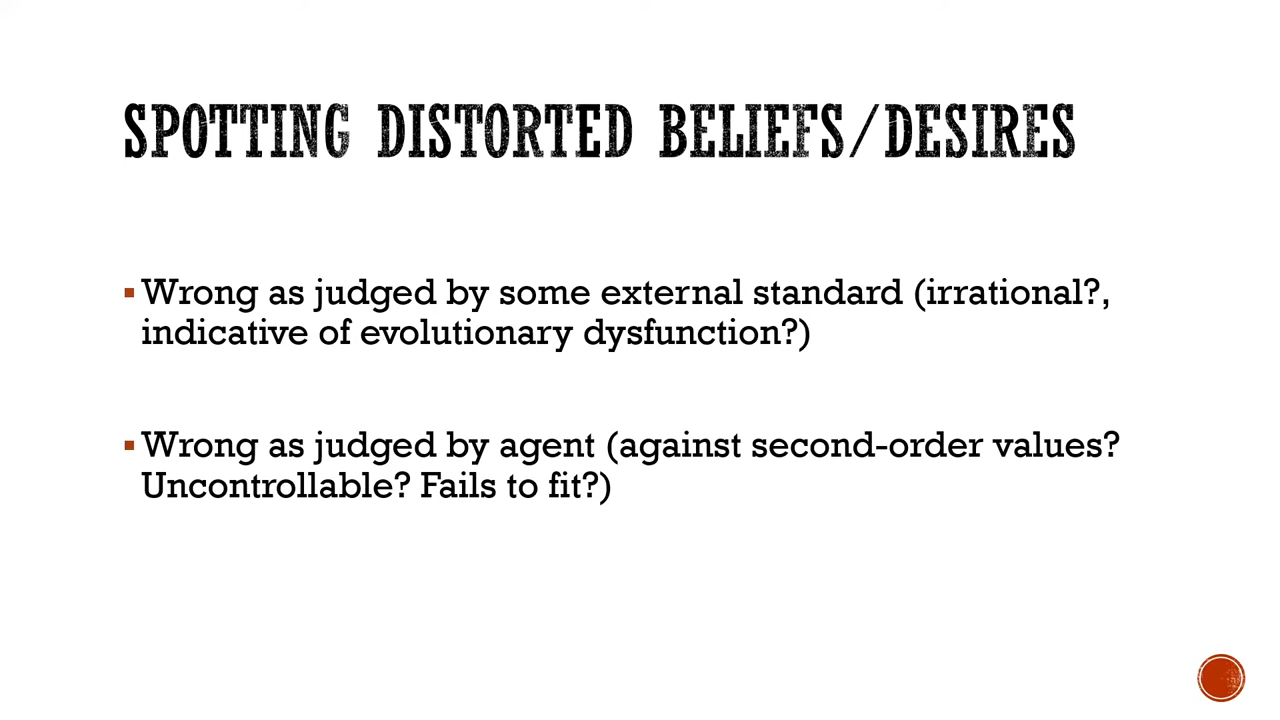 SPOTTING DISTORTED BELIEFS/DESIRES
▪ Wrong as judged by some external standard (irrational?,
indicative of evolutionary dysfunction?)
▪ Wrong as judged by agent (against second-order values?
Uncontrollable? Fails to fit?)